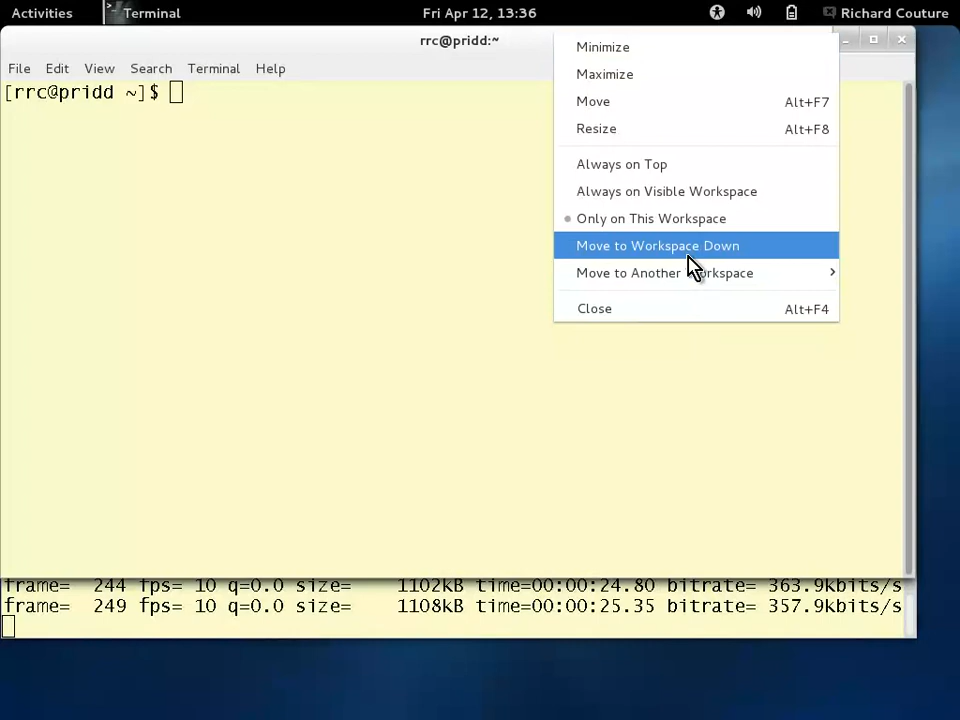 Activities Terminal Fri Apr 12, 13:36 Richard Couture
rrc@pridd:~
File Edit View Search Terminal Help
[rrc@pridd ~]$
Minimize
Maximize
Move Alt+F7
Resize Alt+F8
Always on Top
Always on Visible Workspace
Only on This Workspace
Move to Workspace Down
Move to Another Workspace
Close Alt+F4
frame= 244 fps= 10 q=0.0 size= 1102kB time=00:00:24.80 bitrate= 363.9kbits/s
frame= 249 fps= 10 q=0.0 size= 1108kB time=00:00:25.35 bitrate= 357.9kbits/s